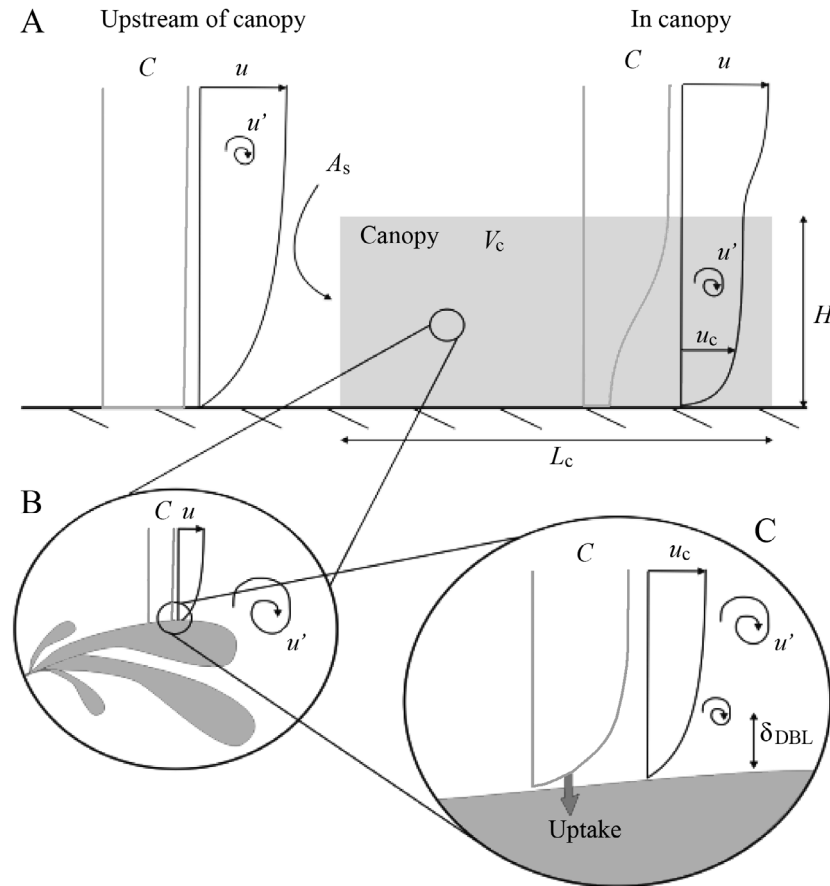 A
Upstream of canopy
In canopy
C
u
C
u
u'
A_s
Canopy
V_c
u'
H
u_c
L_c
B
C u
u'
C
C
u_c
u'
δ_DBL
Uptake